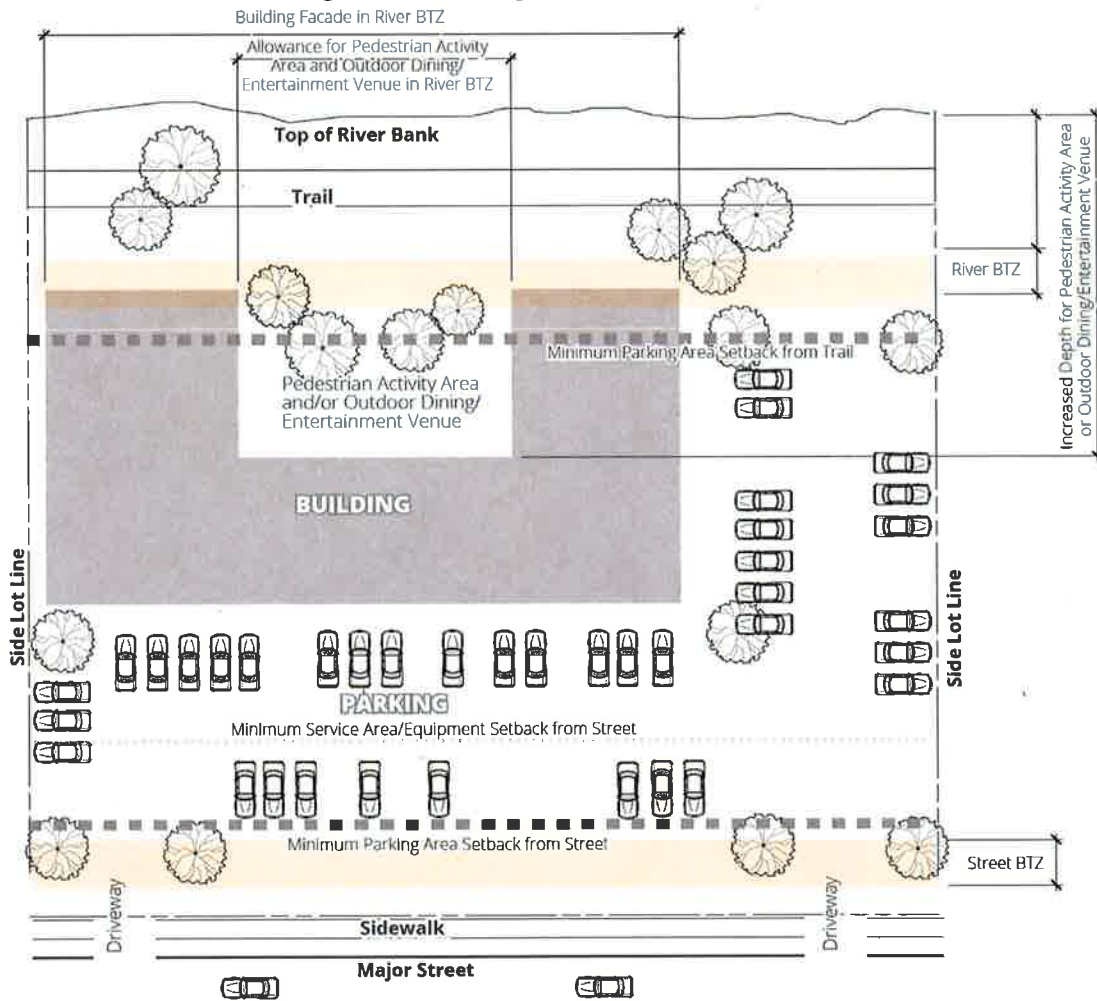 Building Facade in River BTZ
Allowance for Pedestrian Activity
Area and Outdoor Dining/
Entertainment Venue in River BTZ
Top of River Bank
Trail
River BTZ
Increased Depth for Pedestrian Activity Area
or Outdoor Dining/Entertainment Venue
Minimum Parking Area Setback from Trail
Pedestrian Activity Area
and/or Outdoor Dining/
Entertainment Venue
BUILDING
Side Lot Line
Side Lot Line
PARKING
Minimum Service Area/Equipment Setback from Street
Minimum Parking Area Setback from Street
Street BTZ
Driveway
Driveway
Sidewalk
Major Street